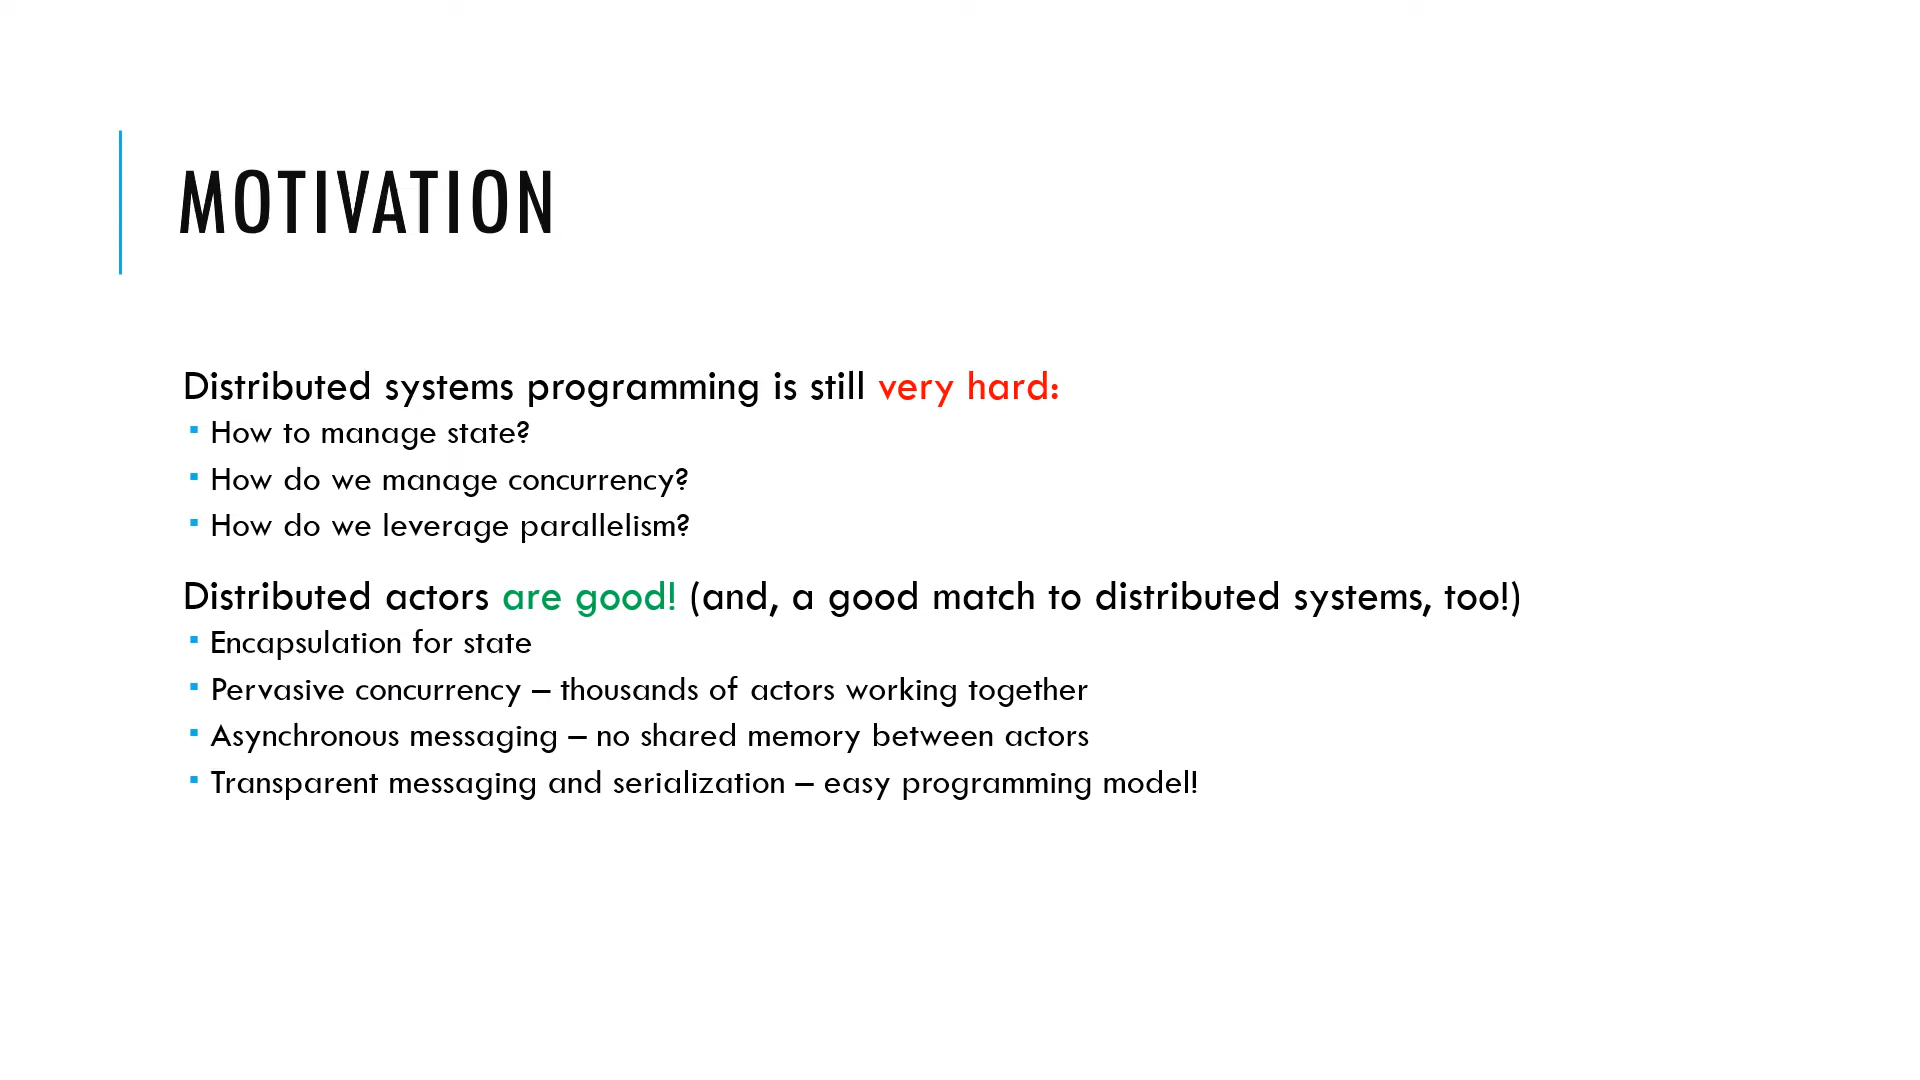 MOTIVATION
Distributed systems programming is still very hard:
▪ How to manage state?
▪ How do we manage concurrency?
▪ How do we leverage parallelism?
Distributed actors are good! (and, a good match to distributed systems, too!)
▪ Encapsulation for state
▪ Pervasive concurrency – thousands of actors working together
▪ Asynchronous messaging – no shared memory between actors
▪ Transparent messaging and serialization – easy programming model!